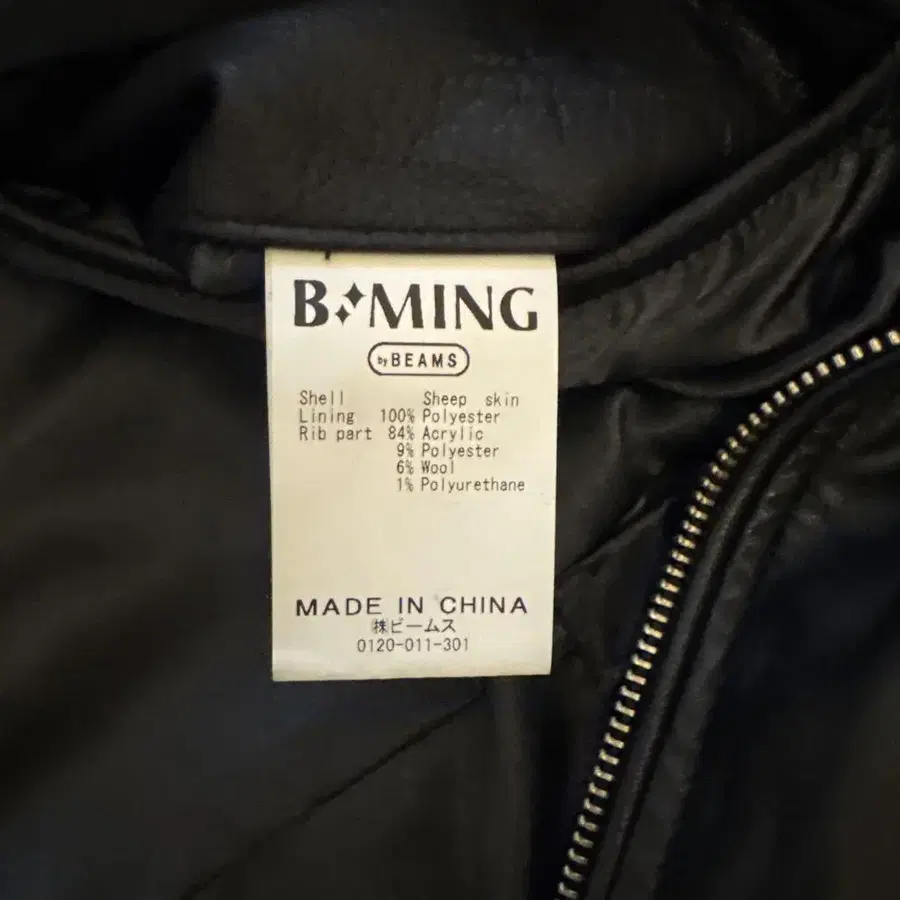 B MING
by BEAMS
Shell Sheep skin
Lining 100% Polyester
Rib part 84% Acrylic
9% Polyester
6% Wool
1% Polyurethane
MADE IN CHINA
㈱ビームス
0120-011-301